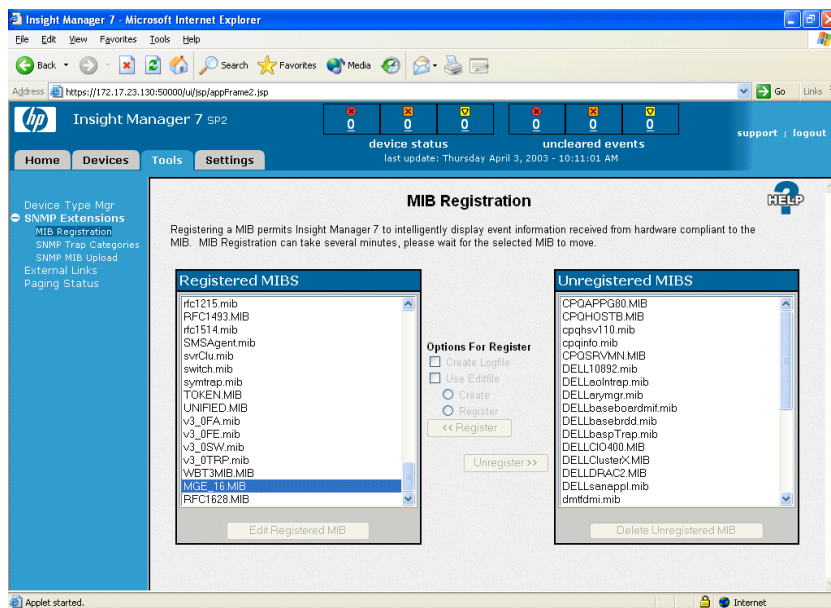 Insight Manager 7 - Microsoft Internet Explorer
File Edit View Favorites Tools Help
Back Search Favorites Media
Address https://172.17.23.130:50000/ui/jsp/appFrame2.jsp Go Links
hp Insight Manager 7 SP2
0 0 0 0 0 0
device status uncleared events
last update: Thursday April 3, 2003 - 10:11:01 AM
support | logout
Home Devices Tools Settings
Device Type Mgr
SNMP Extensions
MIB Registration
SNMP Trap Categories
SNMP MIB Upload
External Links
Paging Status
MIB Registration
HELP
Registering a MIB permits Insight Manager 7 to intelligently display event information received from hardware compliant to the
MIB. MIB Registration can take several minutes, please wait for the selected MIB to move.
Registered MIBS
rfc1215.mib
RFC1493.MIB
rfc1514.mib
SMSAgent.mib
svrClu.mib
switch.mib
symtrap.mib
TOKEN.MIB
UNIFIED.MIB
v3_0FA.mib
v3_0FE.mib
v3_0SW.mib
v3_0TRP.mib
WBT3MIB.MIB
MGE_16.MIB
RFC1628.MIB
Edit Registered MIB
Options For Register
Create Logfile
Use Editfile
Create
Register
<< Register
Unregister >>
Unregistered MIBS
CPQAPPG80.MIB
CPQHOSTB.MIB
cpqhsv110.mib
cpqinfo.mib
CPQSRVMN.MIB
DELL10892.mib
DELLaolntrap.mib
DELLarymgr.mib
DELLbaseboardmif.mib
DELLbasebrdd.mib
DELLbaspTrap.mib
DELLCIO400.MIB
DELLClusterX.MIB
DELLDRAC2.MIB
DELLsanappl.mib
dmtfdmi.mib
Delete Unregistered MIB
Applet started.
Internet